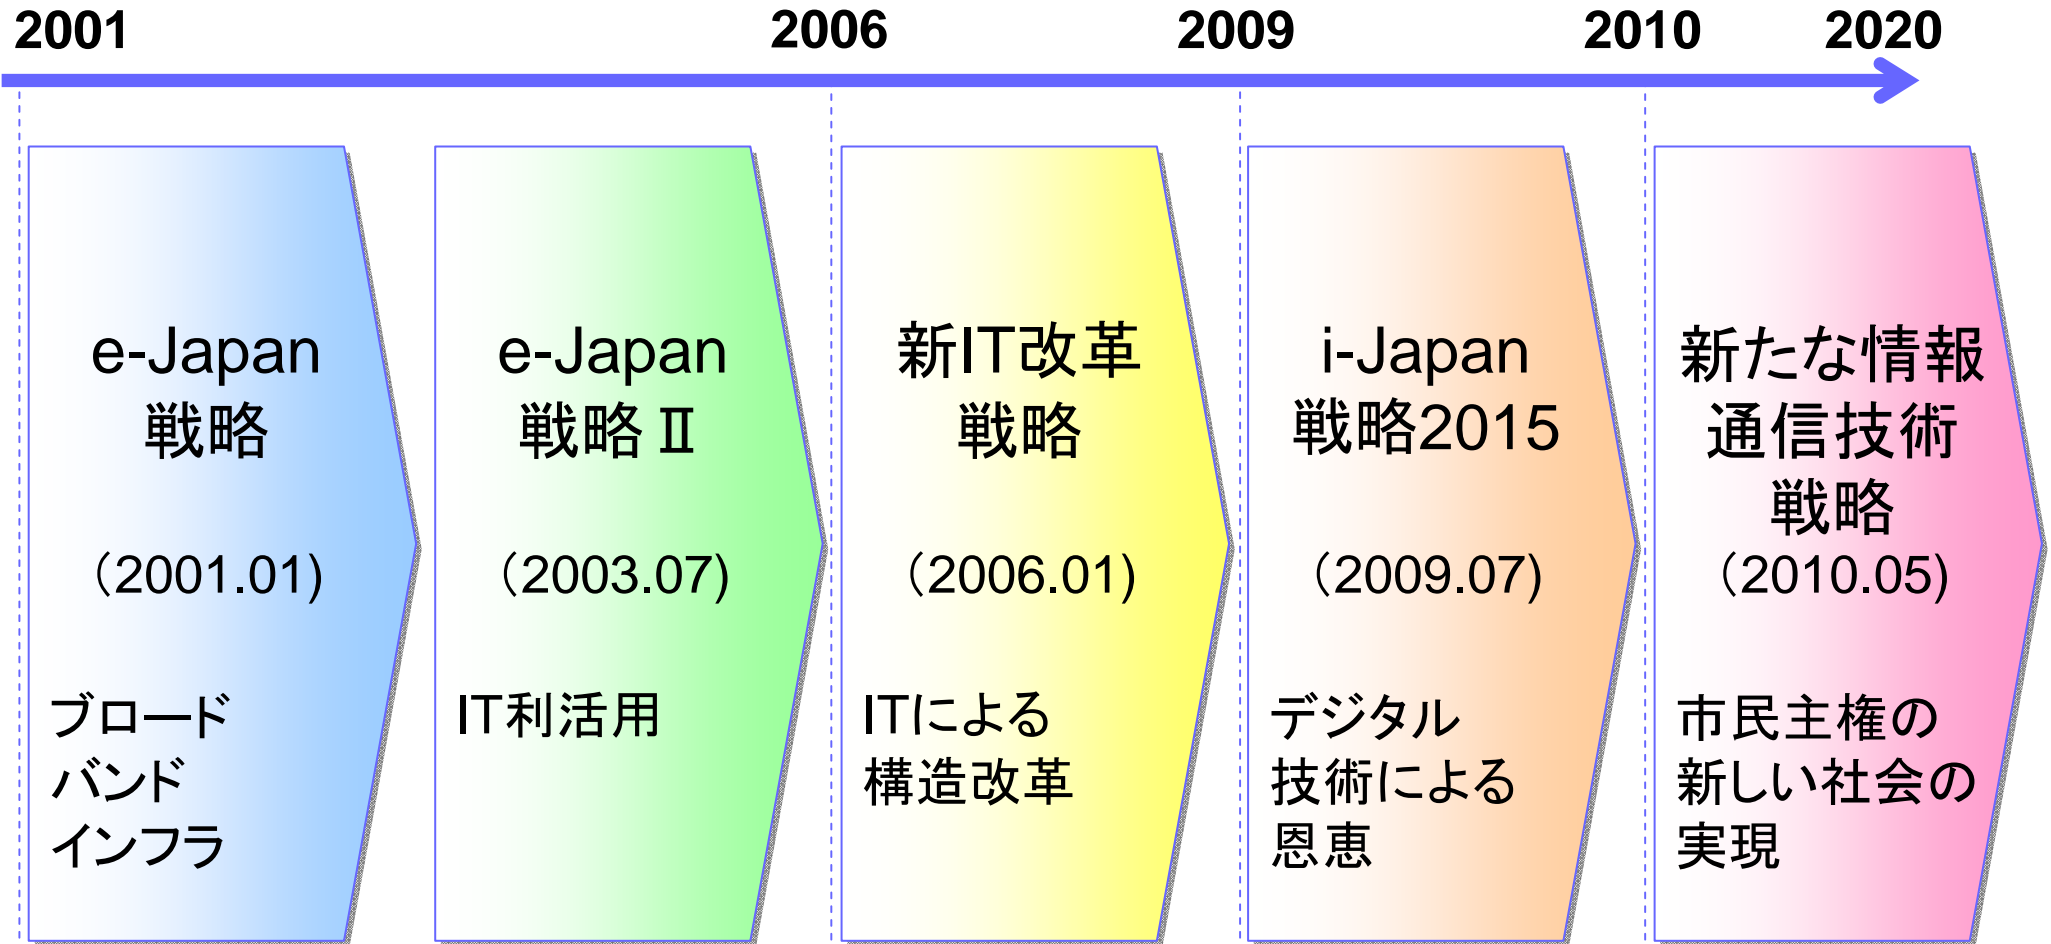 2001
2006
2009
2010
2020
e-Japan
戦略
（2001.01)
ブロード
バンド
インフラ
e-Japan
戦略Ⅱ
（2003.07)
IT利活用
新IT改革
戦略
（2006.01)
ITによる
構造改革
i-Japan
戦略2015
（2009.07)
デジタル
技術による
恩恵
新たな情報
通信技術
戦略
（2010.05)
市民主権の
新しい社会の
実現